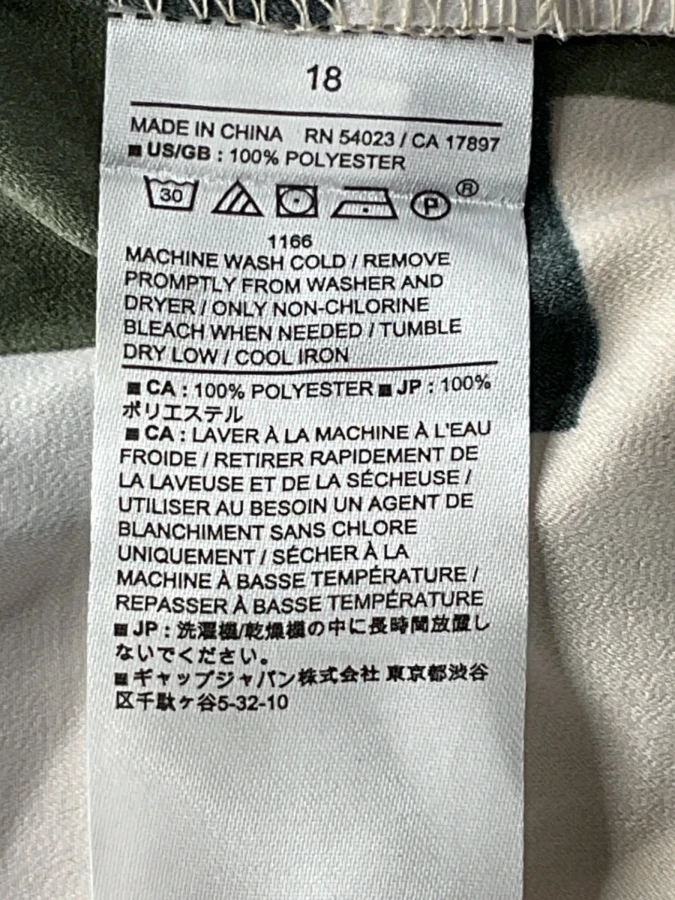 18
MADE IN CHINA RN 54023 / CA 17897
■ US/GB : 100% POLYESTER
30 P ®
1166
MACHINE WASH COLD / REMOVE
PROMPTLY FROM WASHER AND
DRYER / ONLY NON-CHLORINE
BLEACH WHEN NEEDED / TUMBLE
DRY LOW / COOL IRON
■ CA : 100% POLYESTER ■ JP : 100%
ポリエステル
■ CA : LAVER À LA MACHINE À L'EAU
FROIDE / RETIRER RAPIDEMENT DE
LA LAVEUSE ET DE LA SÉCHEUSE /
UTILISER AU BESOIN UN AGENT DE
BLANCHIMENT SANS CHLORE
UNIQUEMENT / SÉCHER À LA
MACHINE À BASSE TEMPÉRATURE /
REPASSER À BASSE TEMPÉRATURE
■ JP : 洗濯機/乾燥機の中に長時間放置し
ないでください。
■ ギャップジャパン株式会社 東京都渋谷
区千駄ケ谷5-32-10